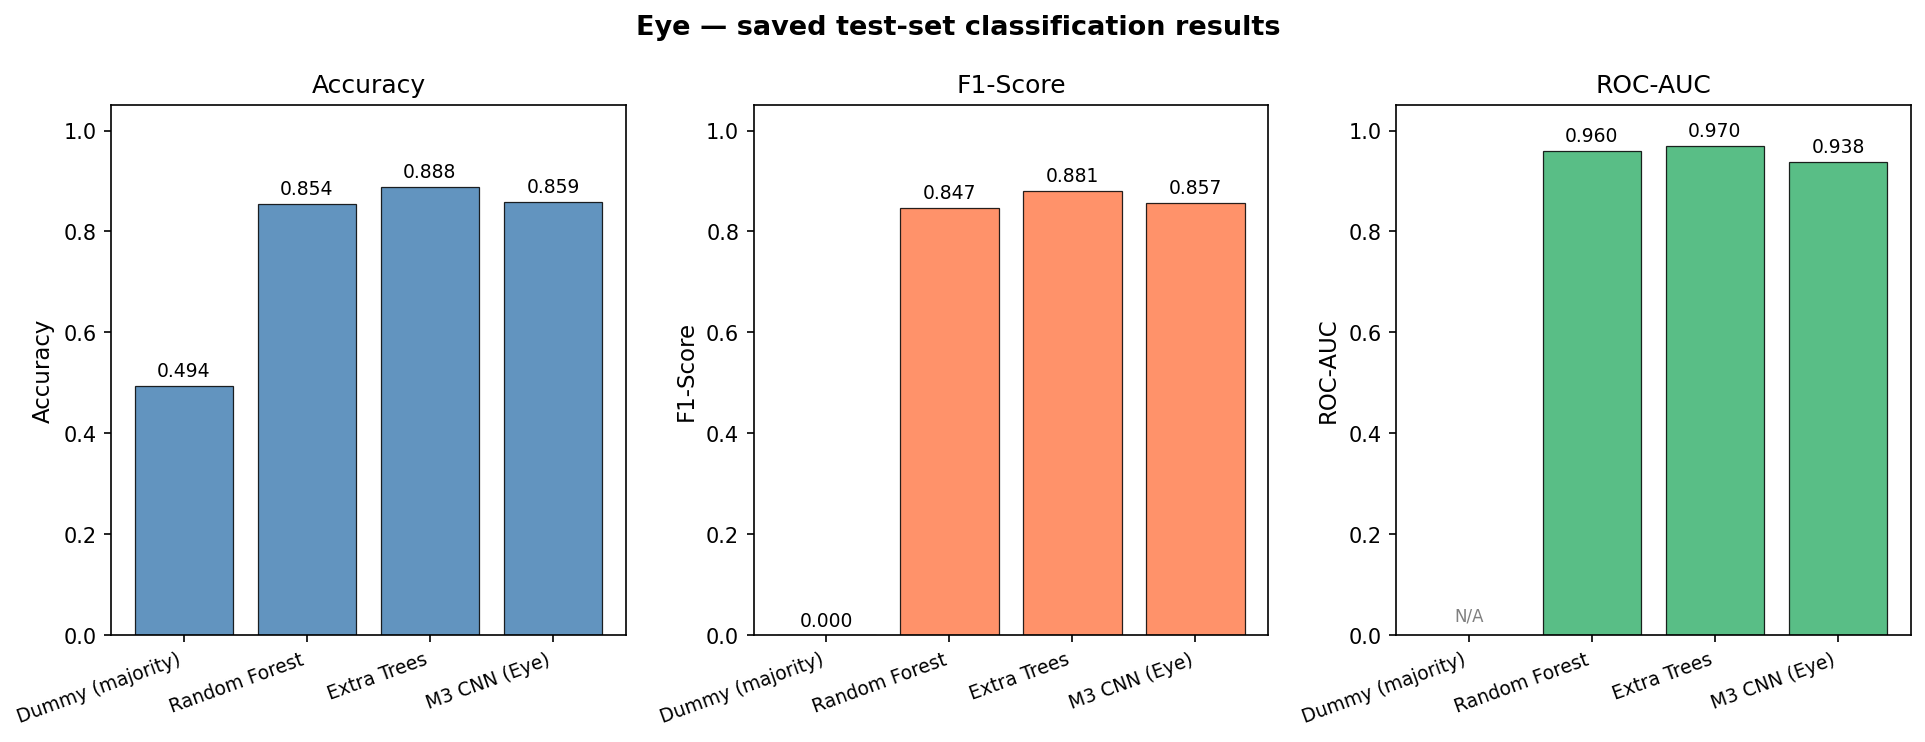 Eye — saved test-set classification results
Accuracy
Accuracy
1.0
0.8
0.6
0.4
0.2
0.0
0.494
0.854
0.888
0.859
Dummy (majority)
Random Forest
Extra Trees
M3 CNN (Eye)
F1-Score
F1-Score
1.0
0.8
0.6
0.4
0.2
0.0
0.000
0.847
0.881
0.857
Dummy (majority)
Random Forest
Extra Trees
M3 CNN (Eye)
ROC-AUC
ROC-AUC
1.0
0.8
0.6
0.4
0.2
0.0
N/A
0.960
0.970
0.938
Dummy (majority)
Random Forest
Extra Trees
M3 CNN (Eye)